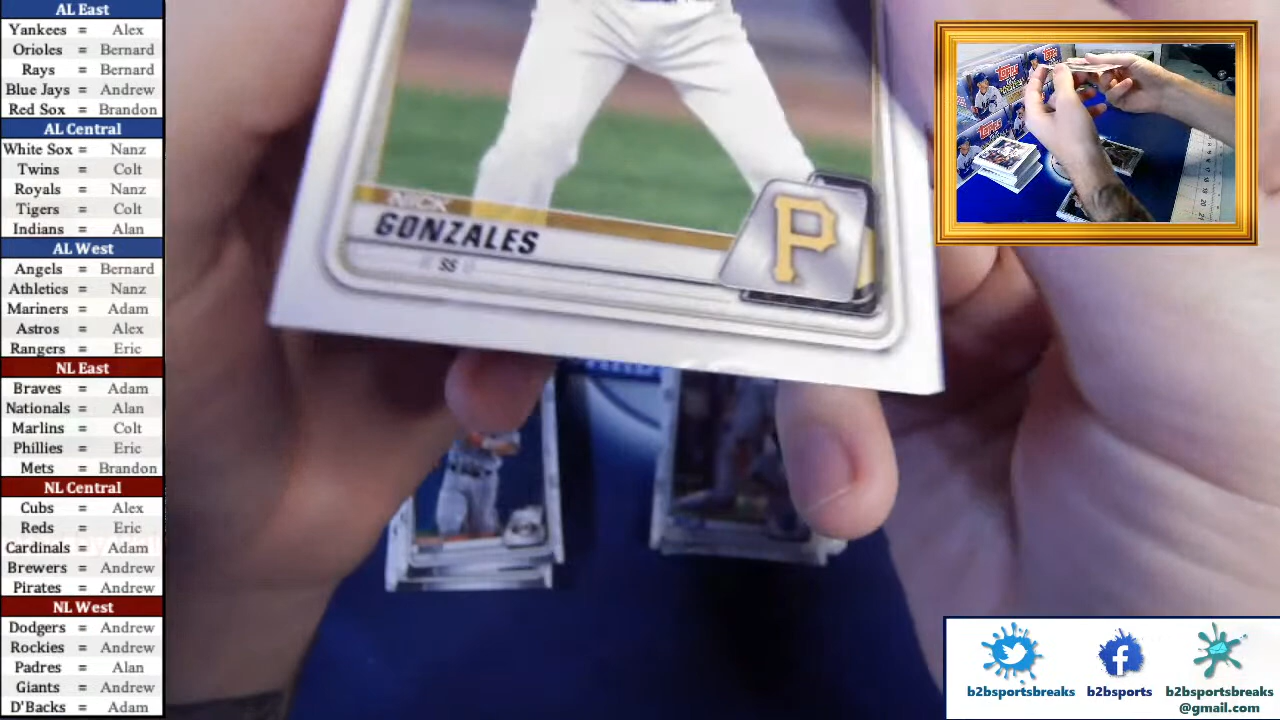 AL East
Yankees = Alex
Orioles = Bernard
Rays = Bernard
Blue Jays = Andrew
Red Sox = Brandon
AL Central
White Sox = Nanz
Twins = Colt
Royals = Nanz
Tigers = Colt
Indians = Alan
AL West
Angels = Bernard
Athletics = Nanz
Mariners = Adam
Astros = Alex
Rangers = Eric
NL East
Braves = Adam
Nationals = Alan
Marlins = Colt
Phillies = Eric
Mets = Brandon
NL Central
Cubs = Alex
Reds = Eric
Cardinals = Adam
Brewers = Andrew
Pirates = Andrew
NL West
Dodgers = Andrew
Rockies = Andrew
Padres = Alan
Giants = Andrew
D'Backs = Adam
NICK
GONZALES
SS
P
Topps
Topps
b2bsportsbreaks
b2bsports
b2bsportsbreaks
@gmail.com